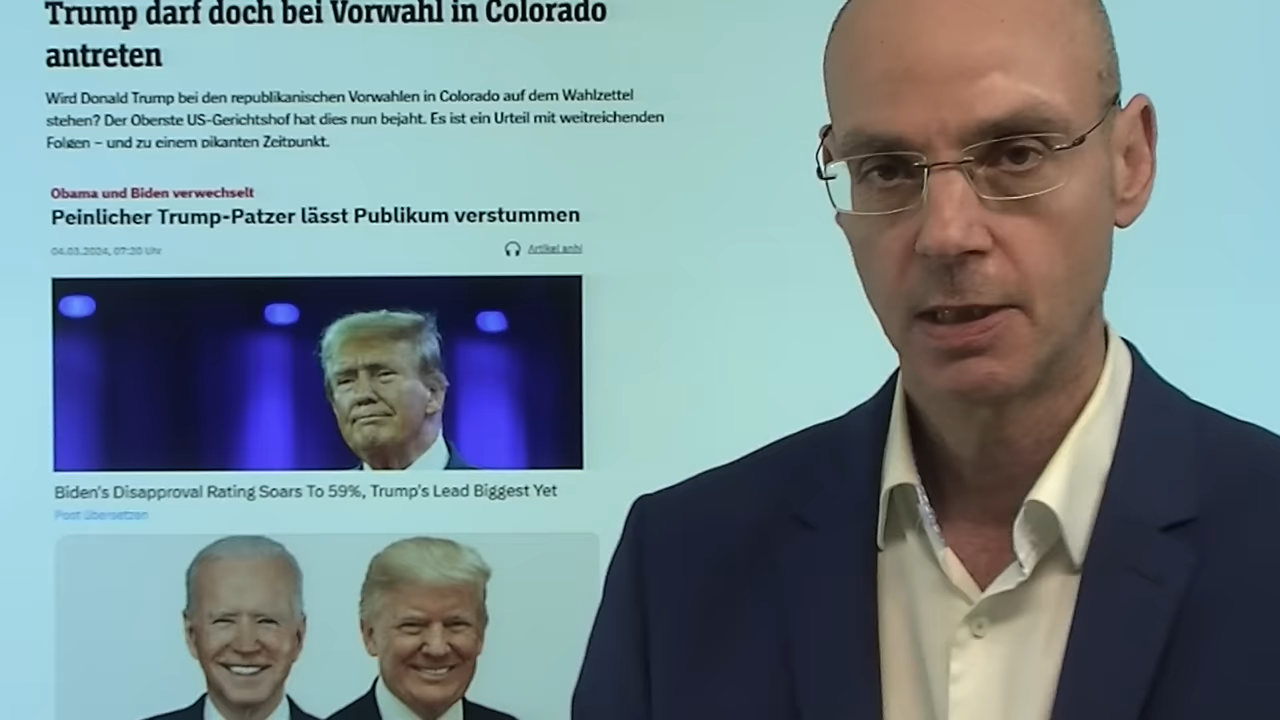 Trump darf doch bei Vorwahl in Colorado
antreten
Wird Donald Trump bei den republikanischen Vorwahlen in Colorado auf dem Wahlzettel
stehen? Der Oberste US-Gerichtshof hat dies nun bejaht. Es ist ein Urteil mit weitreichenden
Folgen – und zu einem pikanten Zeitpunkt.
Obama und Biden verwechselt
Peinlicher Trump-Patzer lässt Publikum verstummen
04.03.2024, 07:20 Uhr
Artikel anhö
Biden's Disapproval Rating Soars To 59%, Trump's Lead Biggest Yet
Post übersetzen